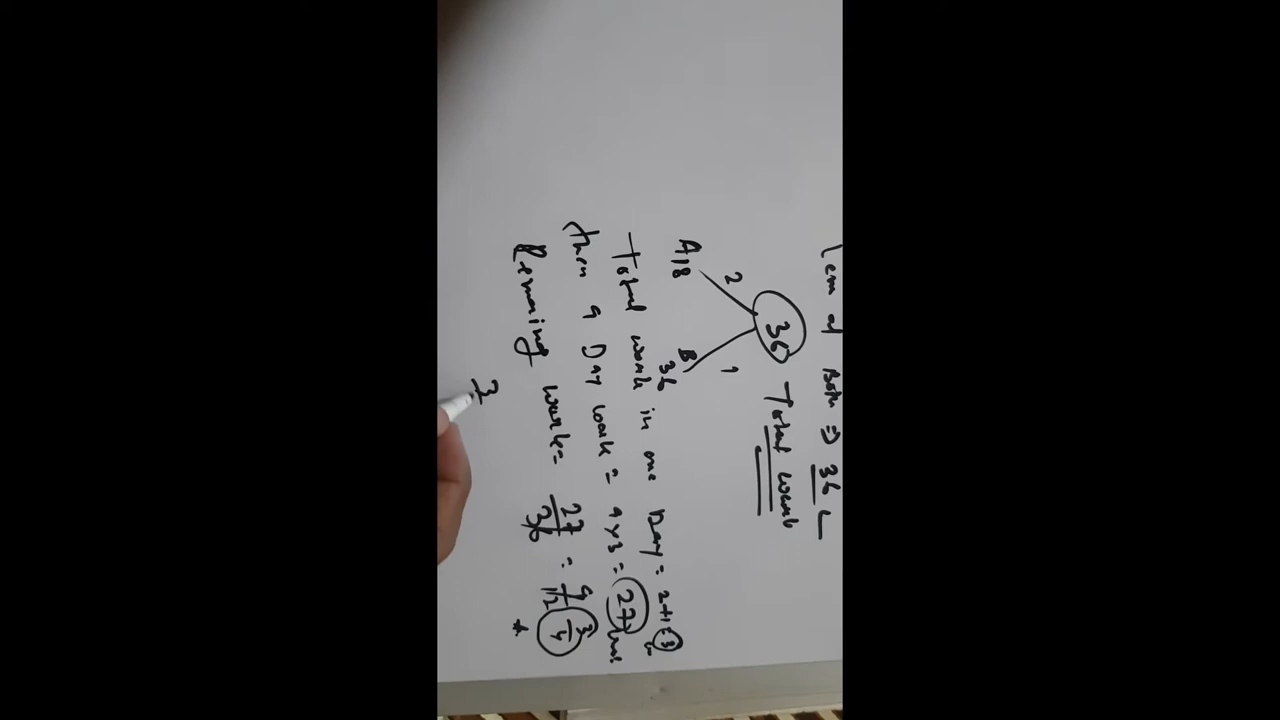 Lcm of Both => 36
36 Total work
2 1
A 18 B 36
Total work in one Day = 2+1 = 3
then 9 Day work = 9 x 3 = 27
Remaining work = 27/36 = 9/12 3/4
3